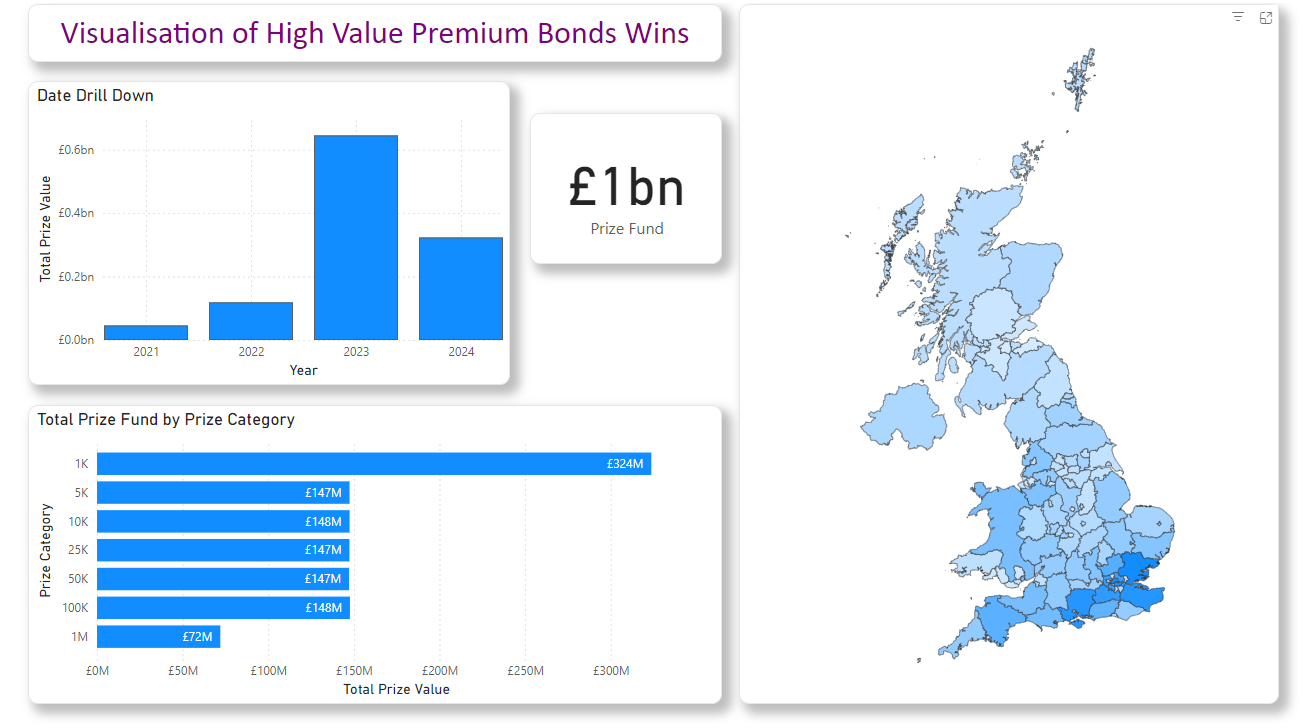 Visualisation of High Value Premium Bonds Wins
Date Drill Down
Total Prize Value
£0.6bn
£0.4bn
£0.2bn
£0.0bn
2021 2022 2023 2024
Year
£1bn
Prize Fund
Total Prize Fund by Prize Category
Prize Category
1K £324M
5K £147M
10K £148M
25K £147M
50K £147M
100K £148M
1M £72M
£0M £50M £100M £150M £200M £250M £300M
Total Prize Value